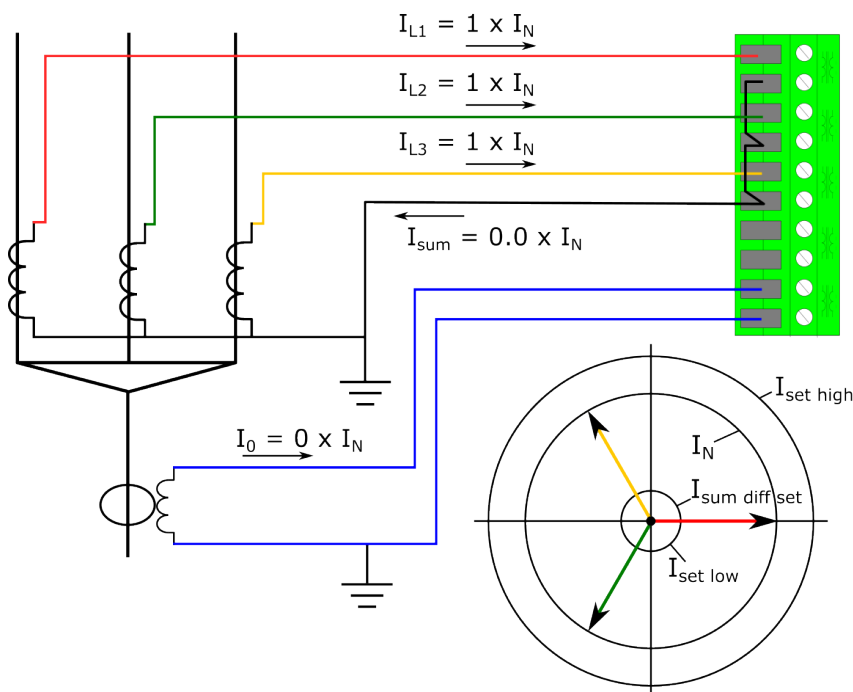 I_L1 = 1 x I_N
I_L2 = 1 x I_N
I_L3 = 1 x I_N
I_sum = 0.0 x I_N
I_0 = 0 x I_N
I_set high
I_N
I_sum diff set
I_set low